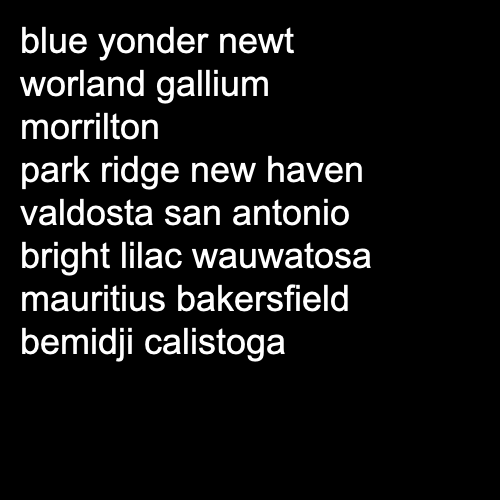 blue yonder newt
worland gallium
morrilton
park ridge new haven
valdosta san antonio
bright lilac wauwatosa
mauritius bakersfield
bemidji calistoga